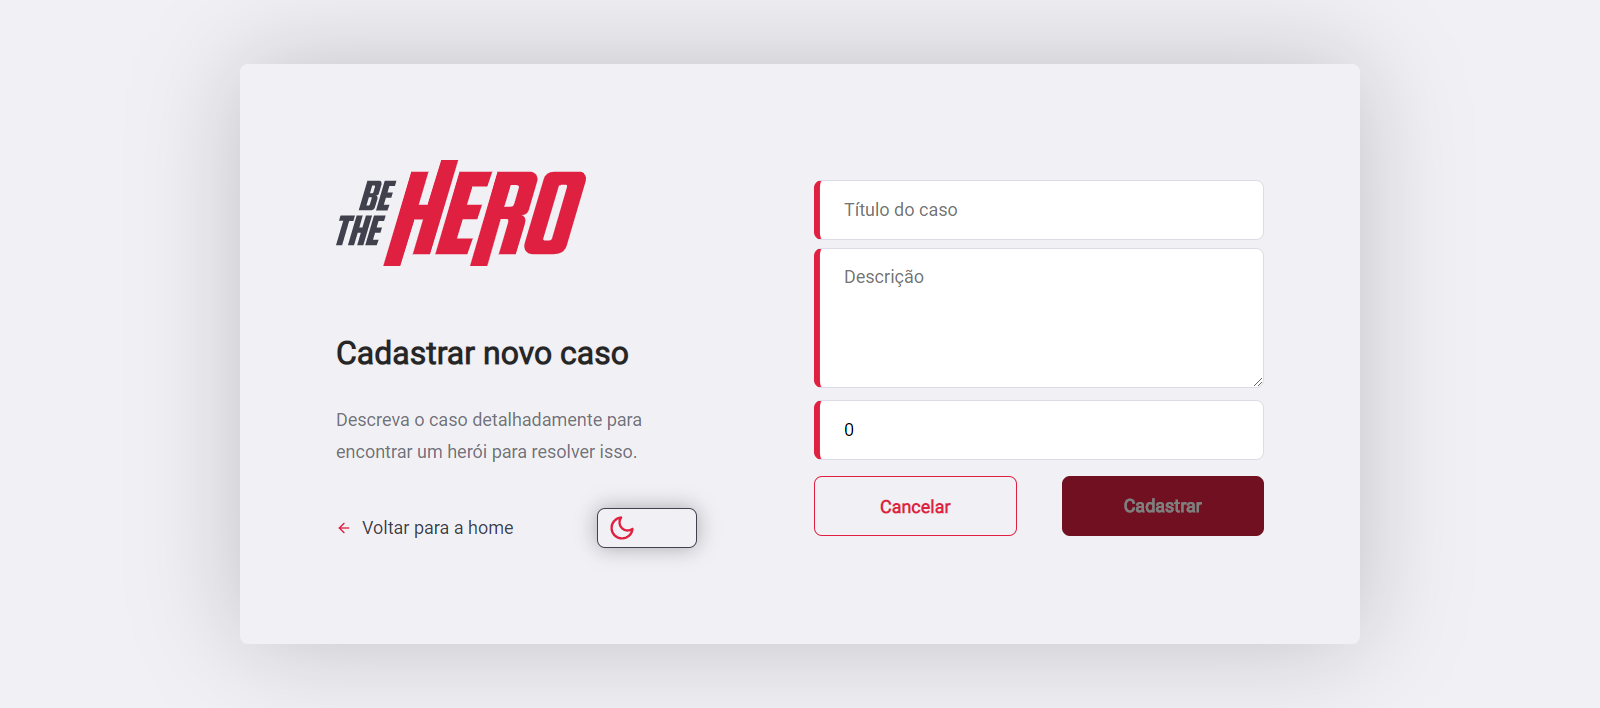 BE
THE HERO
Cadastrar novo caso
Descreva o caso detalhadamente para
encontrar um herói para resolver isso.
Voltar para a home
Título do caso
Descrição
0
Cancelar
Cadastrar